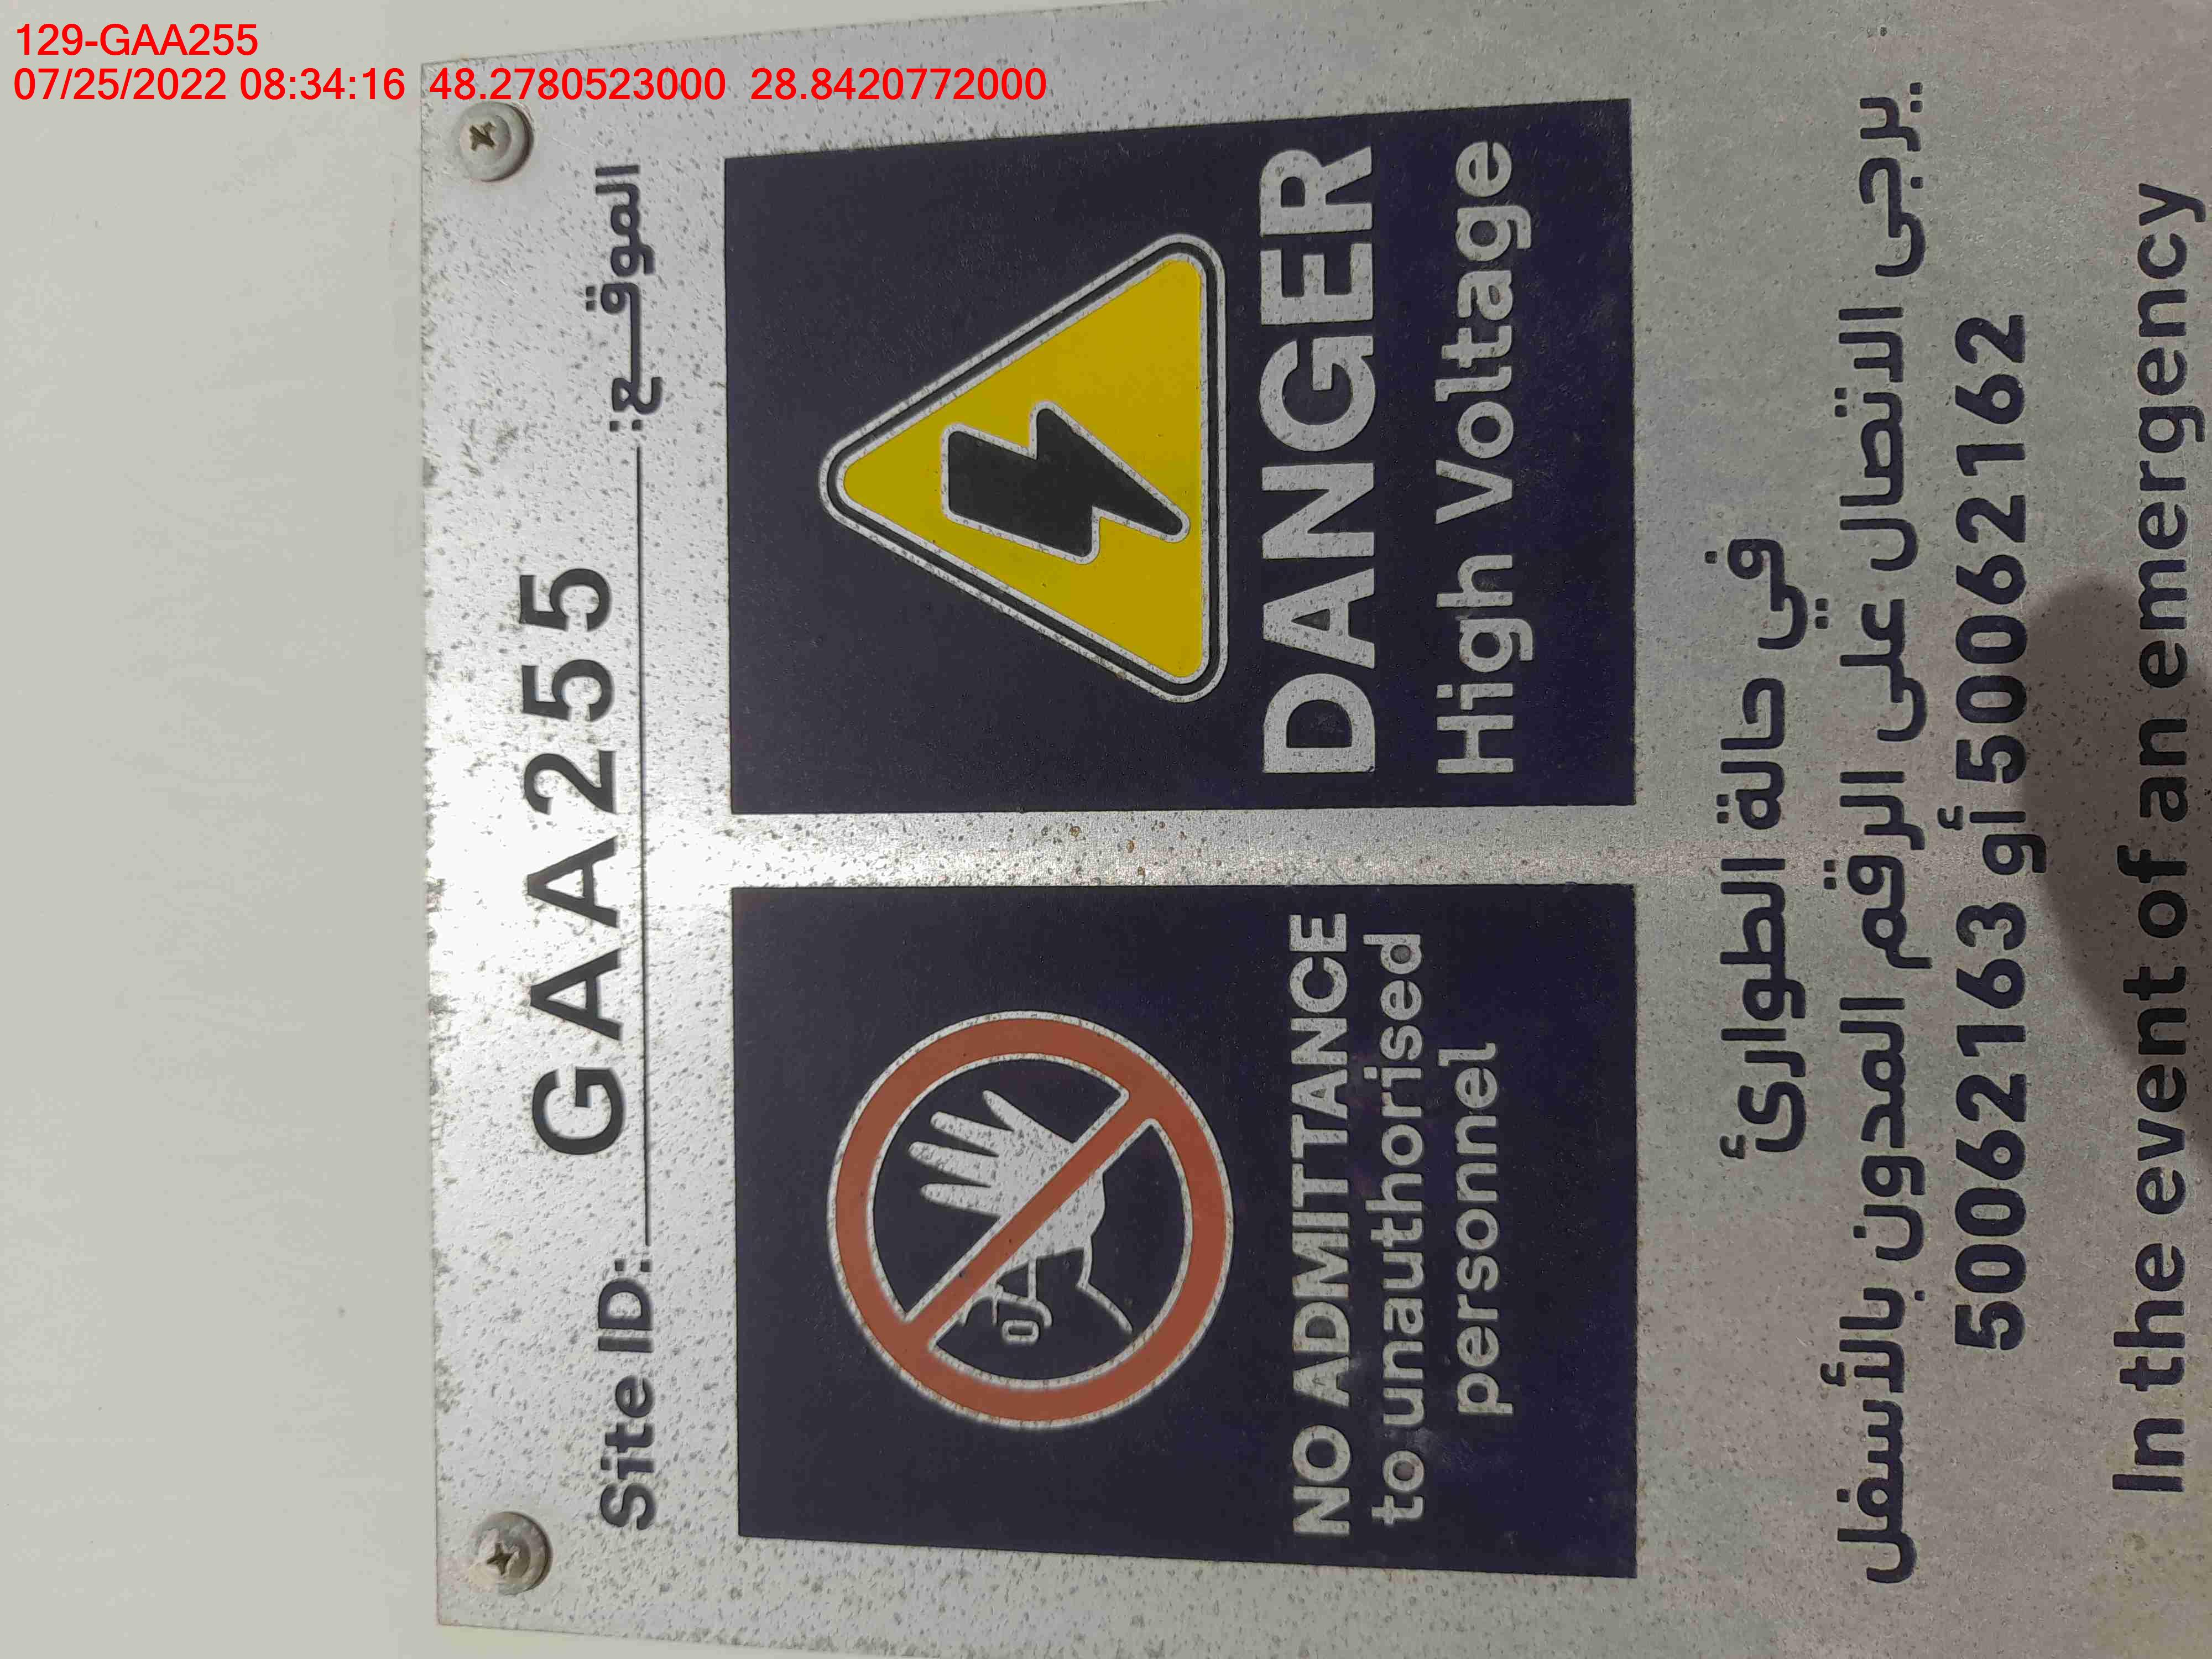 129-GAA255
07/25/2022 08:34:16 48.2780523000 28.8420772000
Site ID: GAA255 الموقع:
NO ADMITTANCE
to unauthorised
personnel
DANGER
High Voltage
في حالة الطوارئ
يرجى الاتصال على الرقم المدون بالأسفل
50062163 أو 50062162
In the event of an emergency